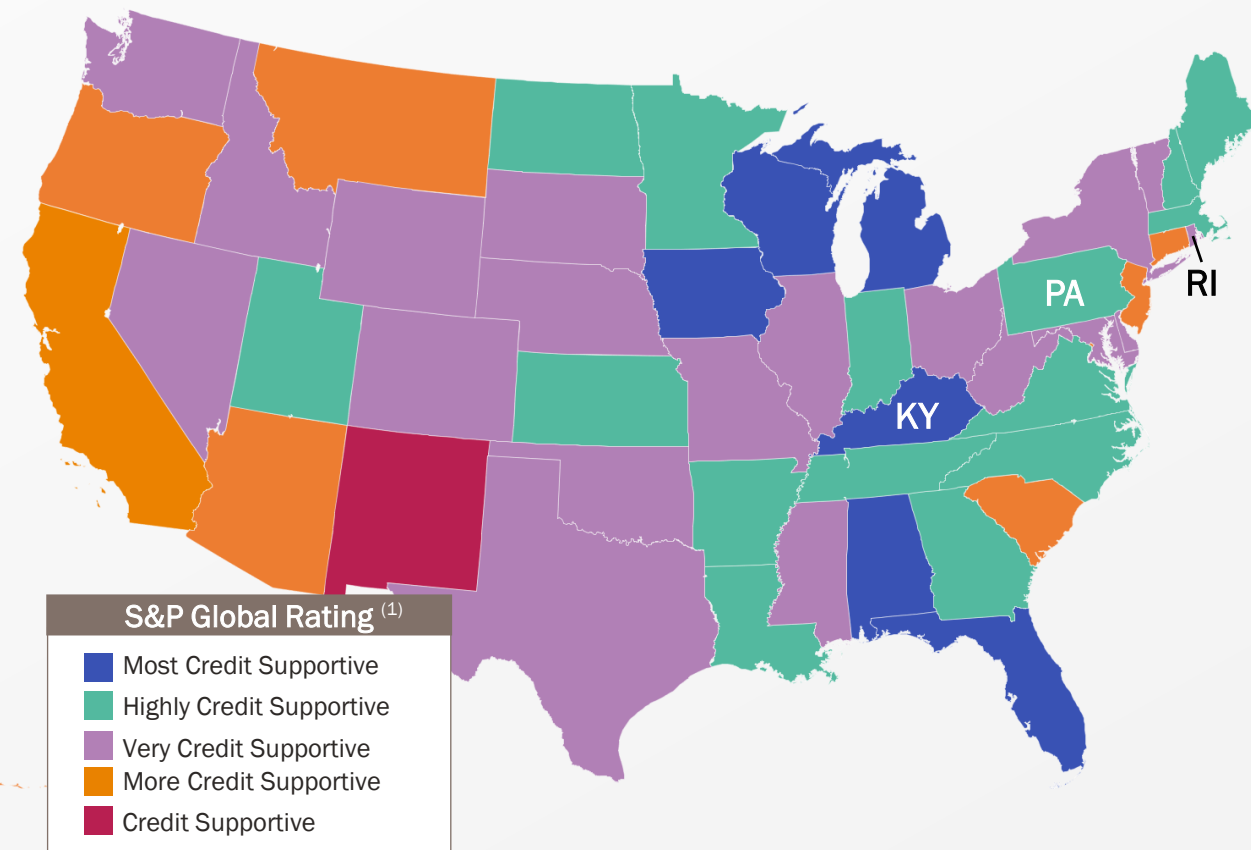 PA
RI
KY
S&P Global Rating (1)
Most Credit Supportive
Highly Credit Supportive
Very Credit Supportive
More Credit Supportive
Credit Supportive